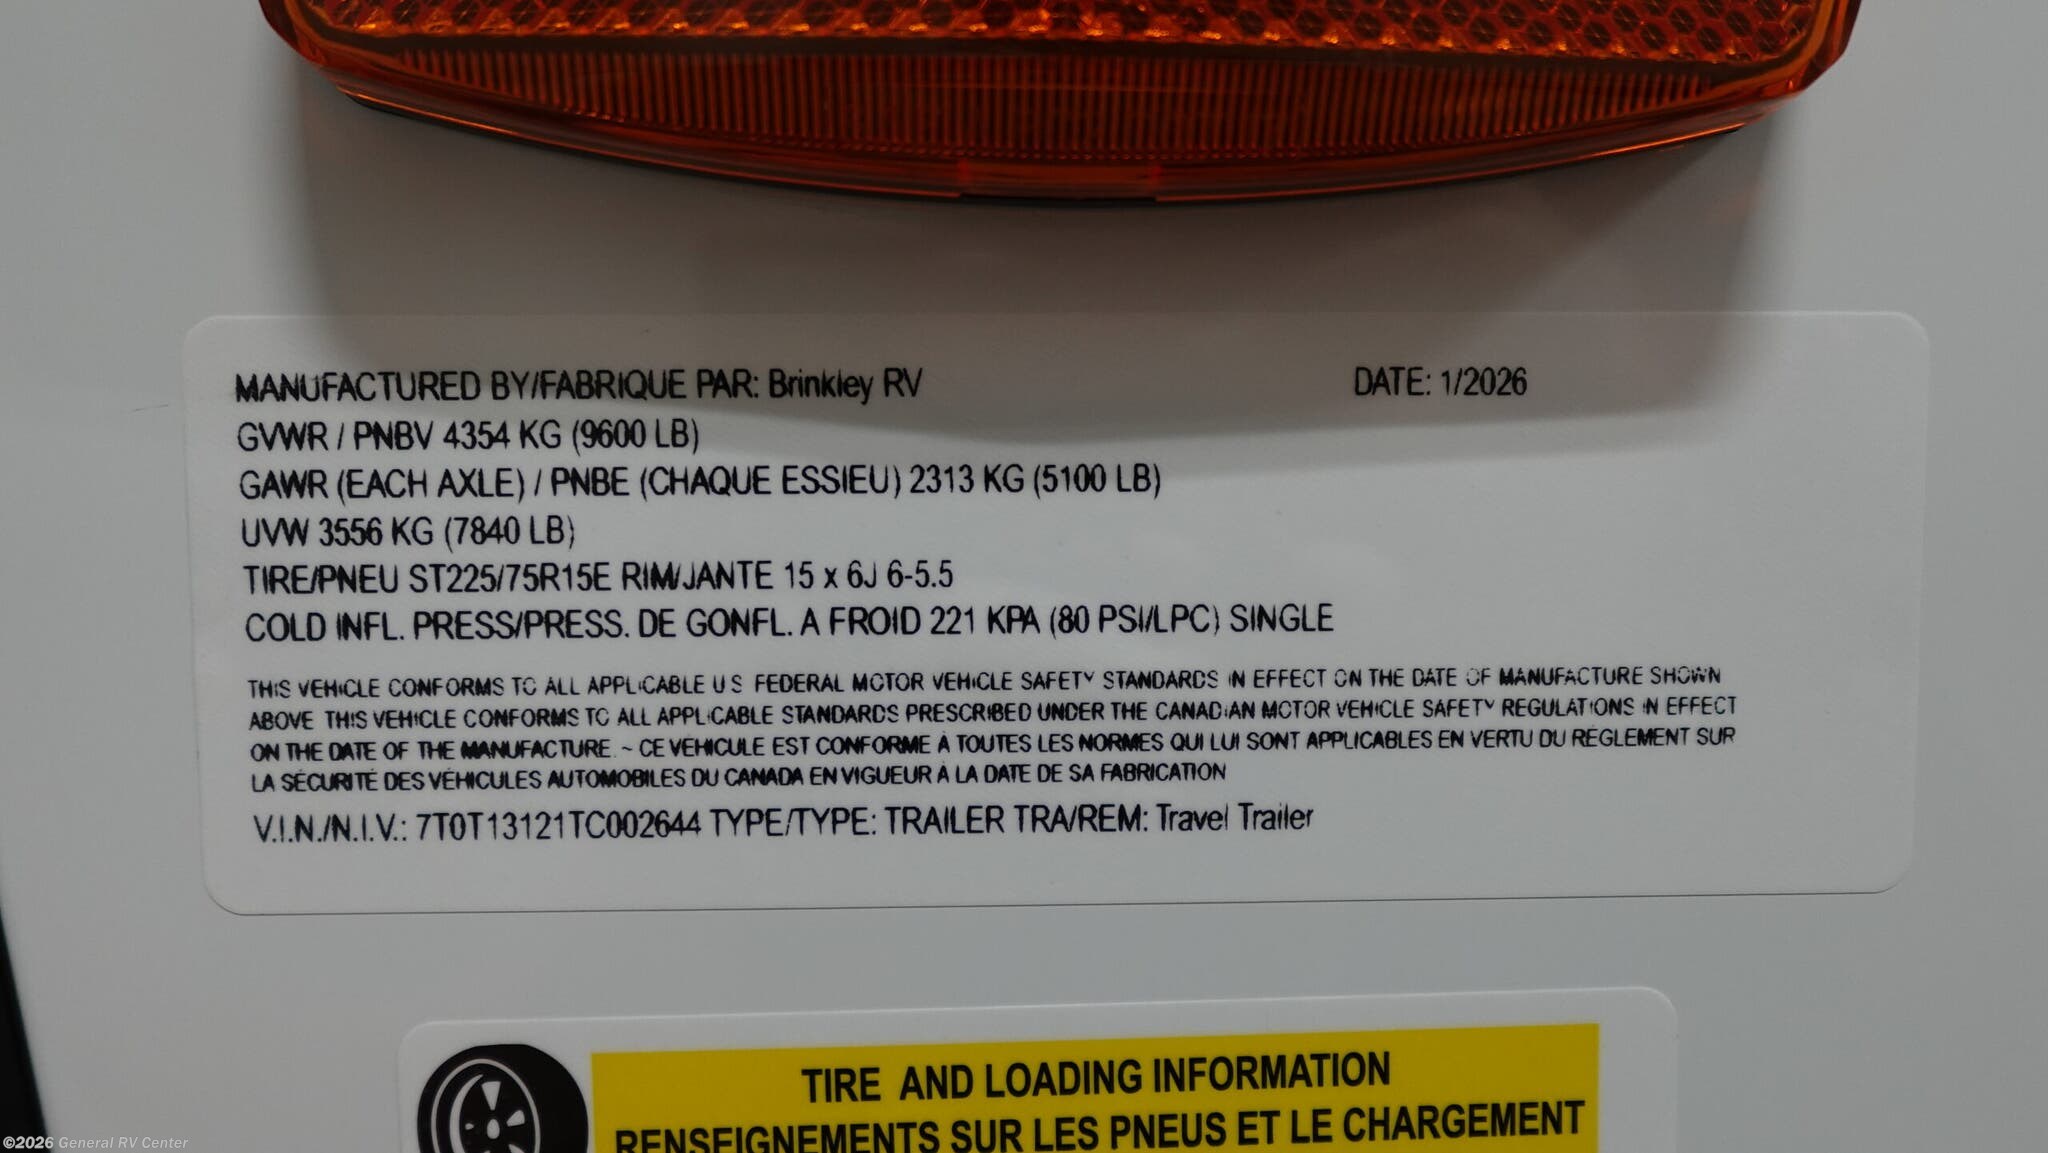 MANUFACTURED BY/FABRIQUE PAR: Brinkley RV DATE: 1/2026
GVWR / PNBV 4354 KG (9600 LB)
GAWR (EACH AXLE) / PNBE (CHAQUE ESSIEU) 2313 KG (5100 LB)
UVW 3556 KG (7840 LB)
TIRE/PNEU ST225/75R15E RIM/JANTE 15 x 6J 6-5.5
COLD INFL. PRESS/PRESS. DE GONFL. A FROID 221 KPA (80 PSI/LPC) SINGLE
THIS VEHICLE CONFORMS TO ALL APPLICABLE U S FEDERAL MOTOR VEHICLE SAFETY STANDARDS IN EFFECT ON THE DATE OF MANUFACTURE SHOWN
ABOVE THIS VEHICLE CONFORMS TO ALL APPLICABLE STANDARDS PRESCRIBED UNDER THE CANADIAN MOTOR VEHICLE SAFETY REGULATIONS IN EFFECT
ON THE DATE OF THE MANUFACTURE. ~ CE VÉHICULE EST CONFORME À TOUTES LES NORMES QUI LUI SONT APPLICABLES EN VERTU DU RÈGLEMENT SUR
LA SÉCURITÉ DES VÉHICULES AUTOMOBILES DU CANADA EN VIGUEUR À LA DATE DE SA FABRICATION
V.I.N./N.I.V.: 7T0T13121TC002644 TYPE/TYPE: TRAILER TRA/REM: Travel Trailer
TIRE AND LOADING INFORMATION
RENSEIGNEMENTS SUR LES PNEUS ET LE CHARGEMENT
©2026 General RV Center